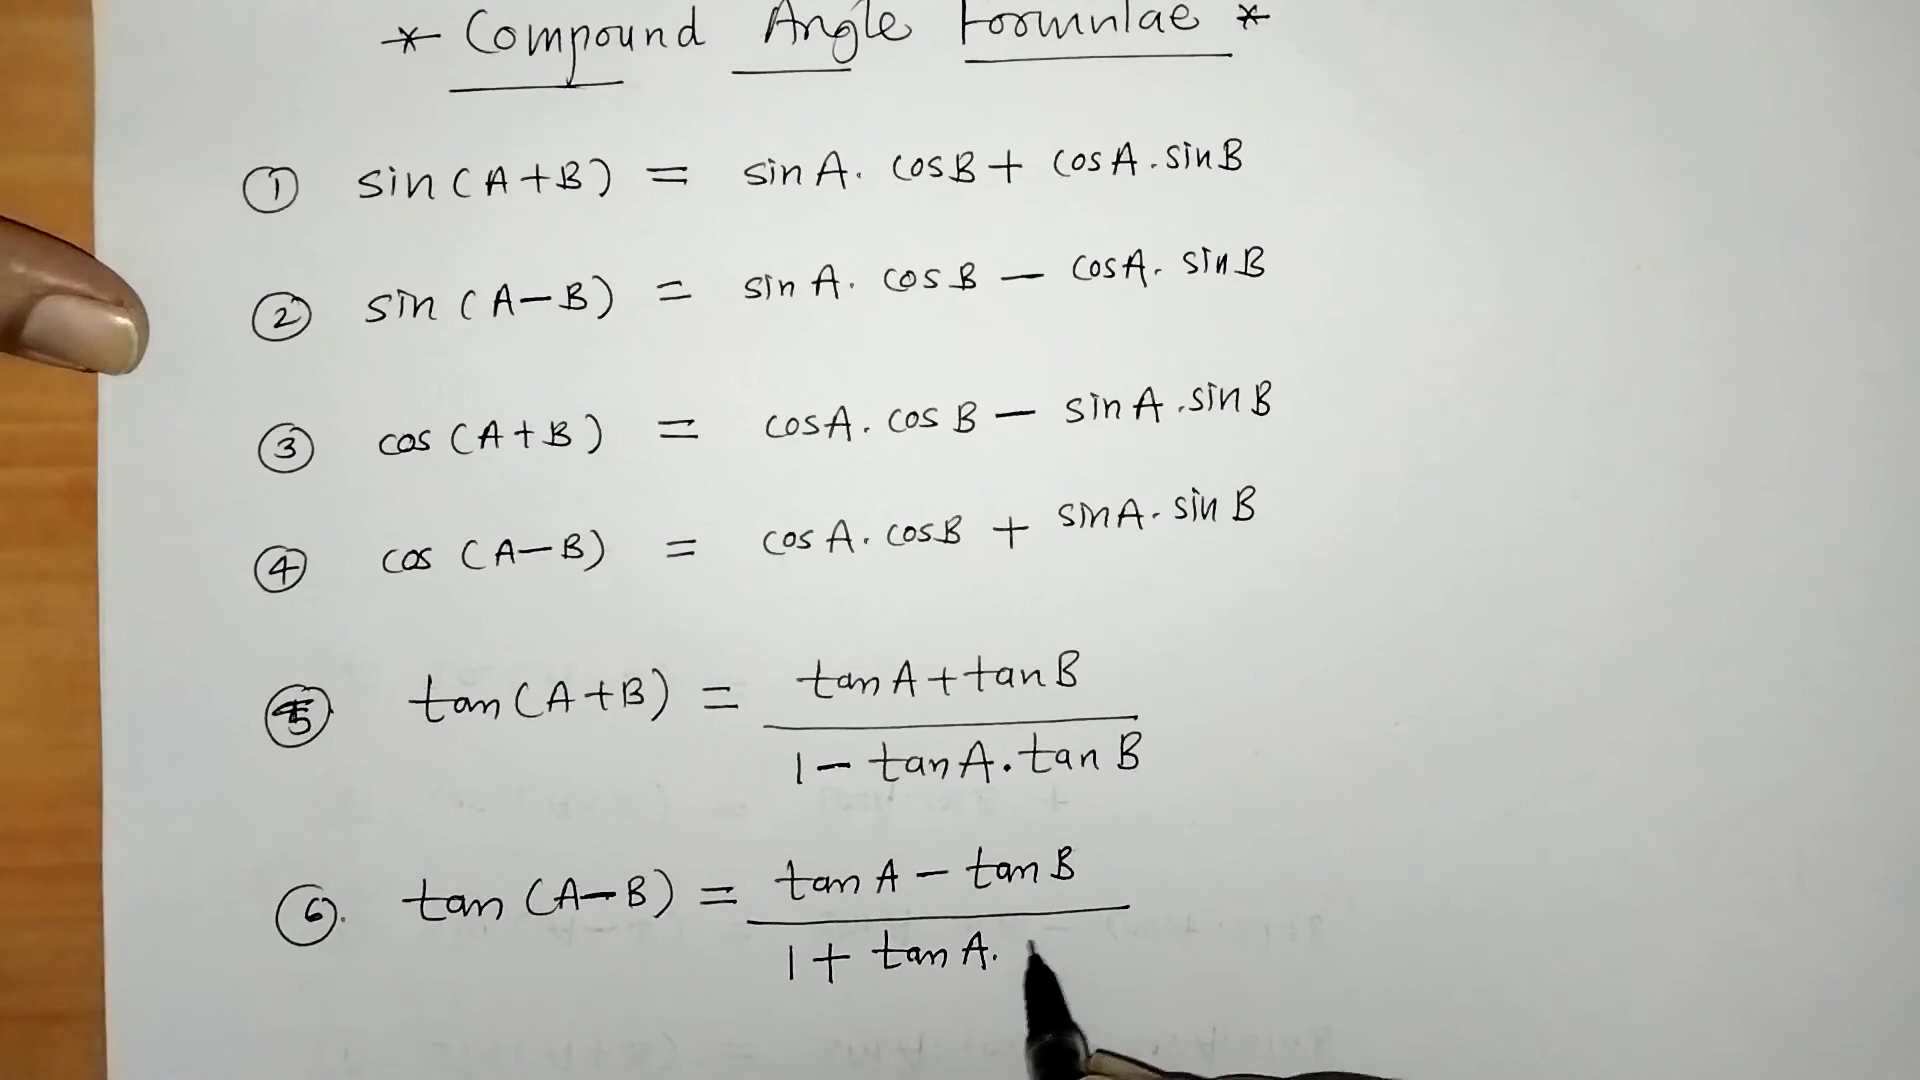 * Compound Angle Formulae *
① sin(A+B) = sin A. cosB + cosA.sinB
② sin(A-B) = sin A. cosB - cosA. sinB
③ cos(A+B) = cosA. cosB - sinA.sinB
④ cos(A-B) = cosA. cosB + sinA. sinB
⑤ tan(A+B) = tanA+tanB
1- tanA.tanB
⑥. tan(A-B) = tanA - tanB
1+ tanA.